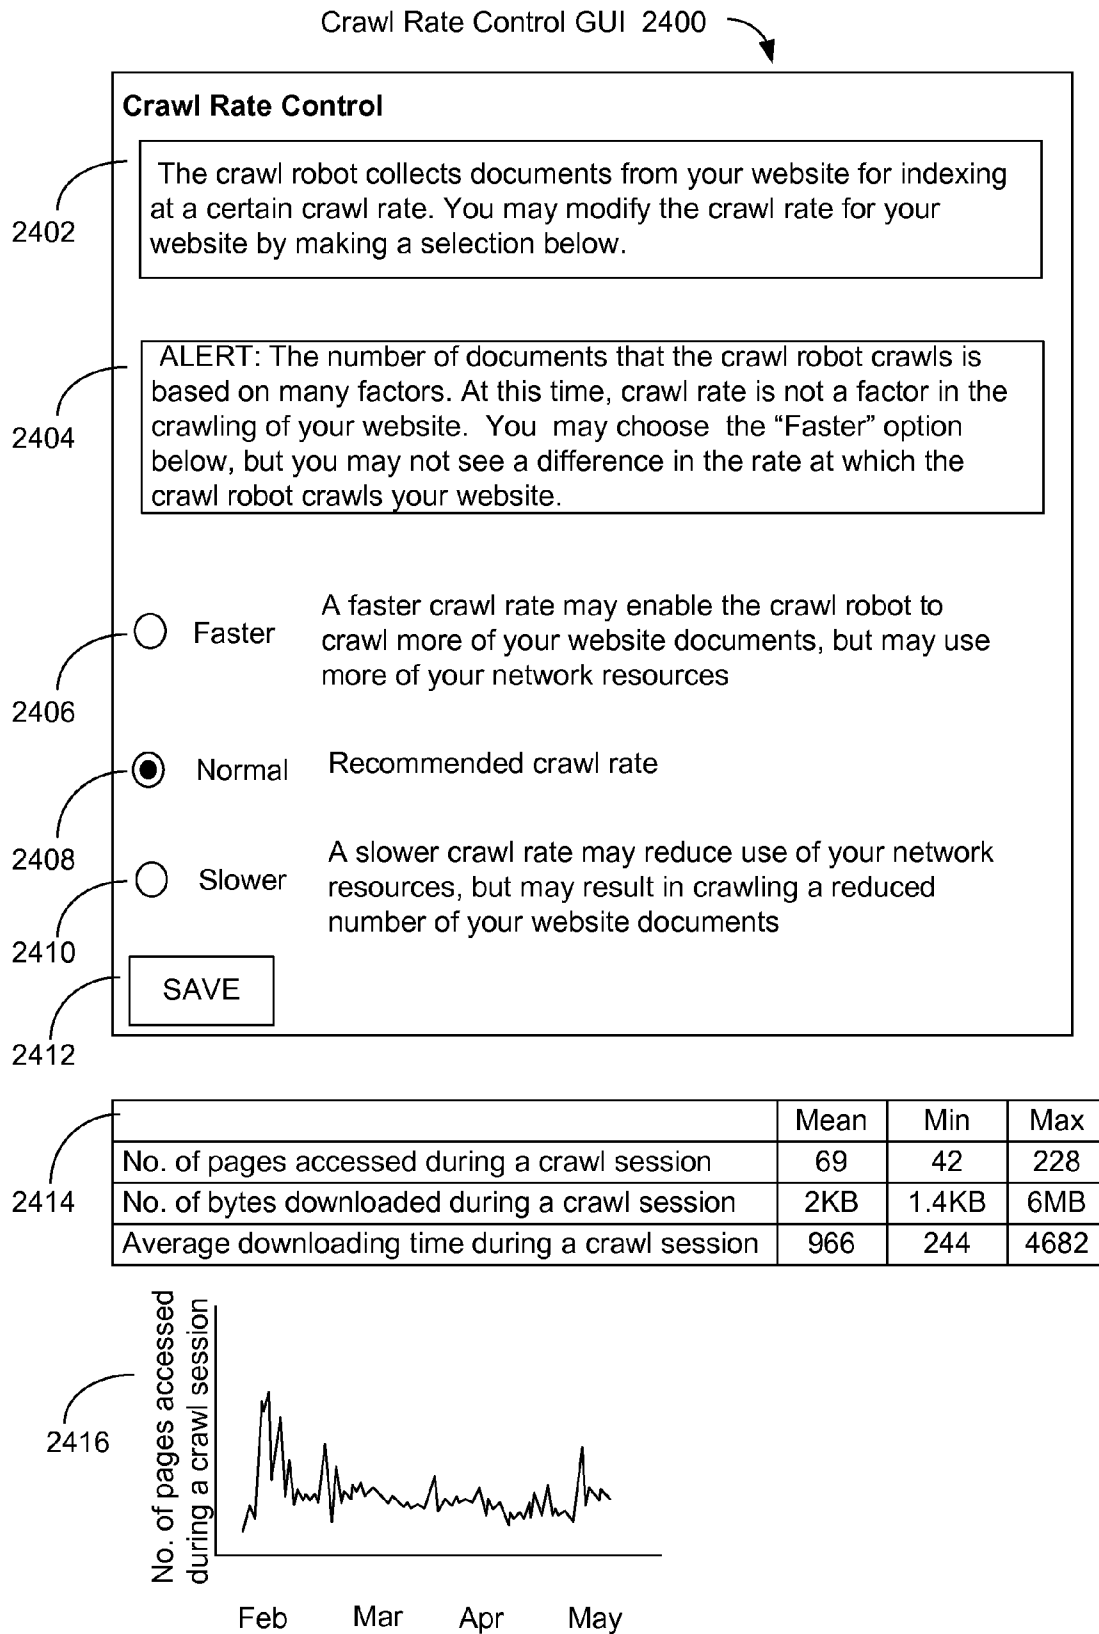 Crawl Rate Control GUI 2400
Crawl Rate Control
The crawl robot collects documents from your website for indexing
at a certain crawl rate. You may modify the crawl rate for your
website by making a selection below.
2402
ALERT: The number of documents that the crawl robot crawls is
based on many factors. At this time, crawl rate is not a factor in the
crawling of your website. You may choose the “Faster” option
below, but you may not see a difference in the rate at which the
crawl robot crawls your website.
2404
Faster
A faster crawl rate may enable the crawl robot to
crawl more of your website documents, but may use
more of your network resources
2406
Normal
Recommended crawl rate
2408
Slower
A slower crawl rate may reduce use of your network
resources, but may result in crawling a reduced
number of your website documents
2410
SAVE
2412
Mean Min Max
No. of pages accessed during a crawl session 69 42 228
No. of bytes downloaded during a crawl session 2KB 1.4KB 6MB
Average downloading time during a crawl session 966 244 4682
2414
No. of pages accessed
during a crawl session
2416
Feb Mar Apr May